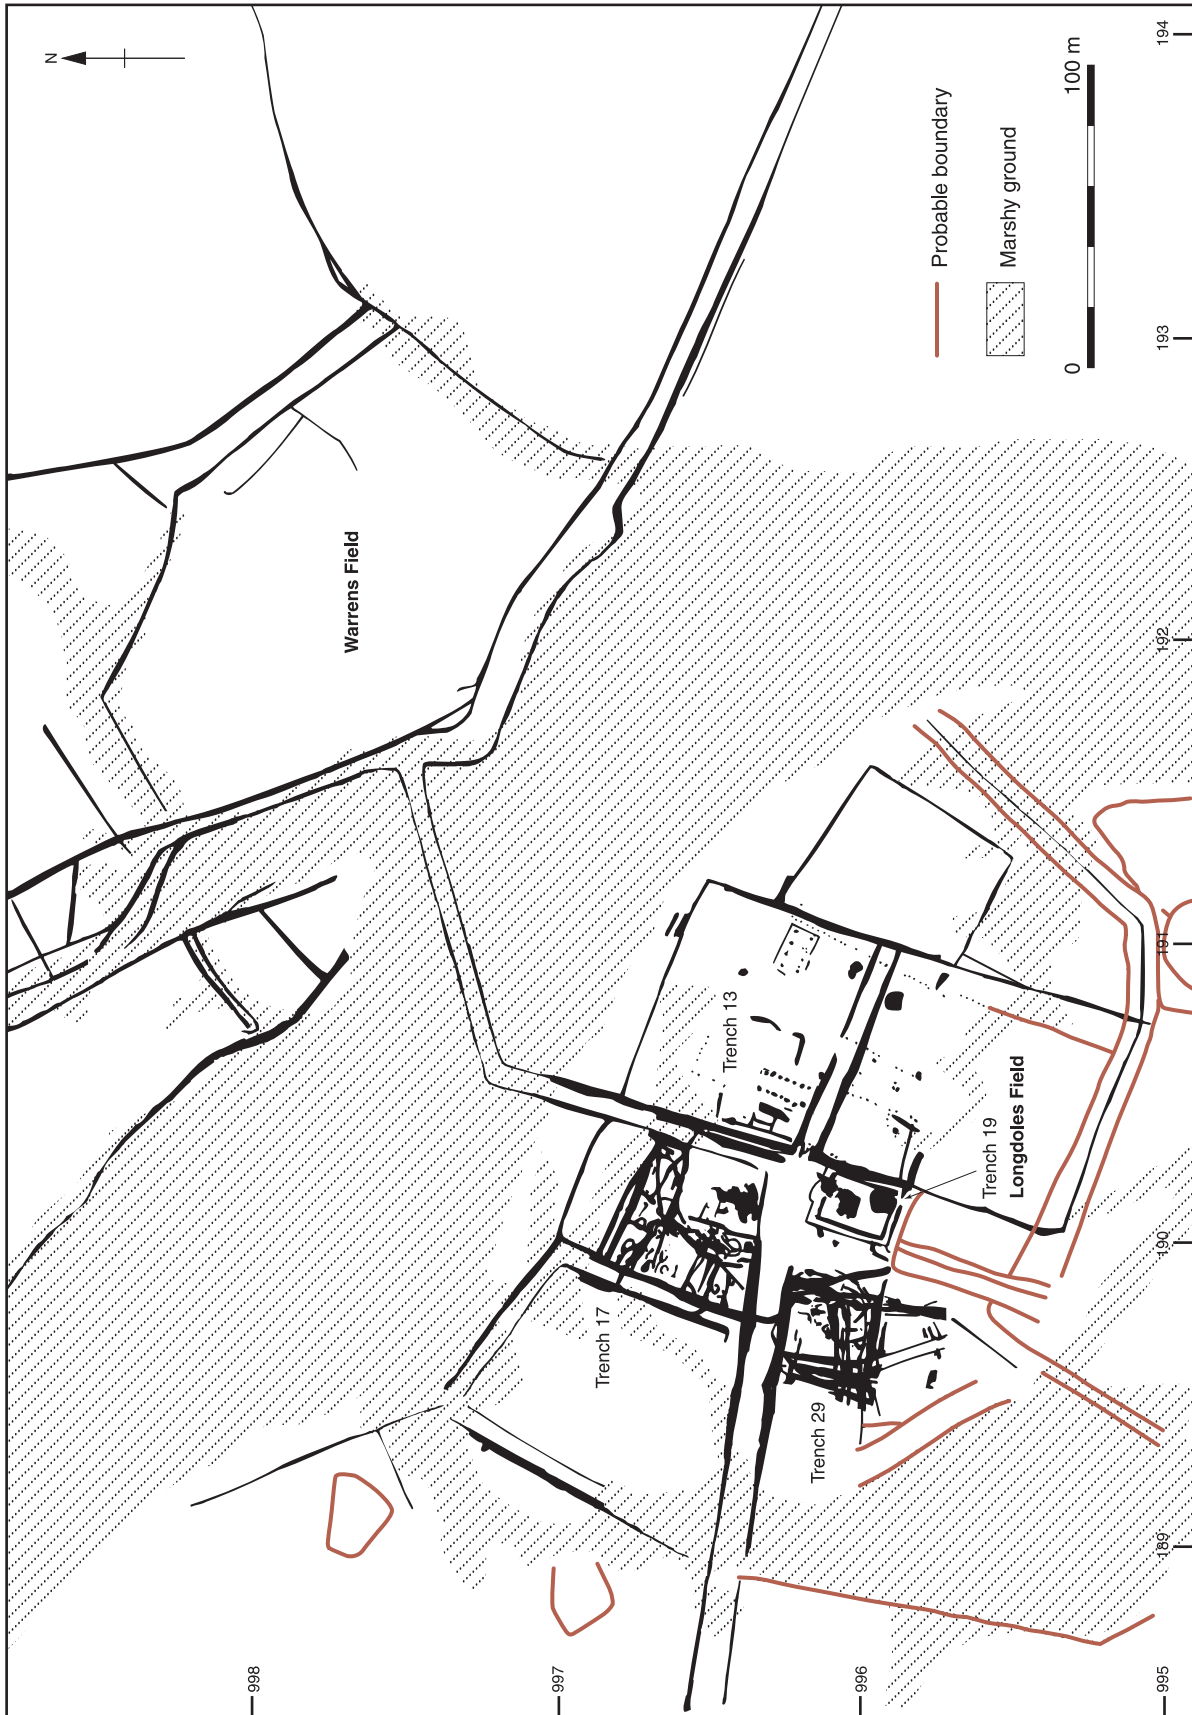 N
Warrens Field
Probable boundary
Marshy ground
0
100 m
Trench 13
Trench 17
Trench 19
Longdoles Field
Trench 29
998
997
996
995
189
190
191
192
193
194